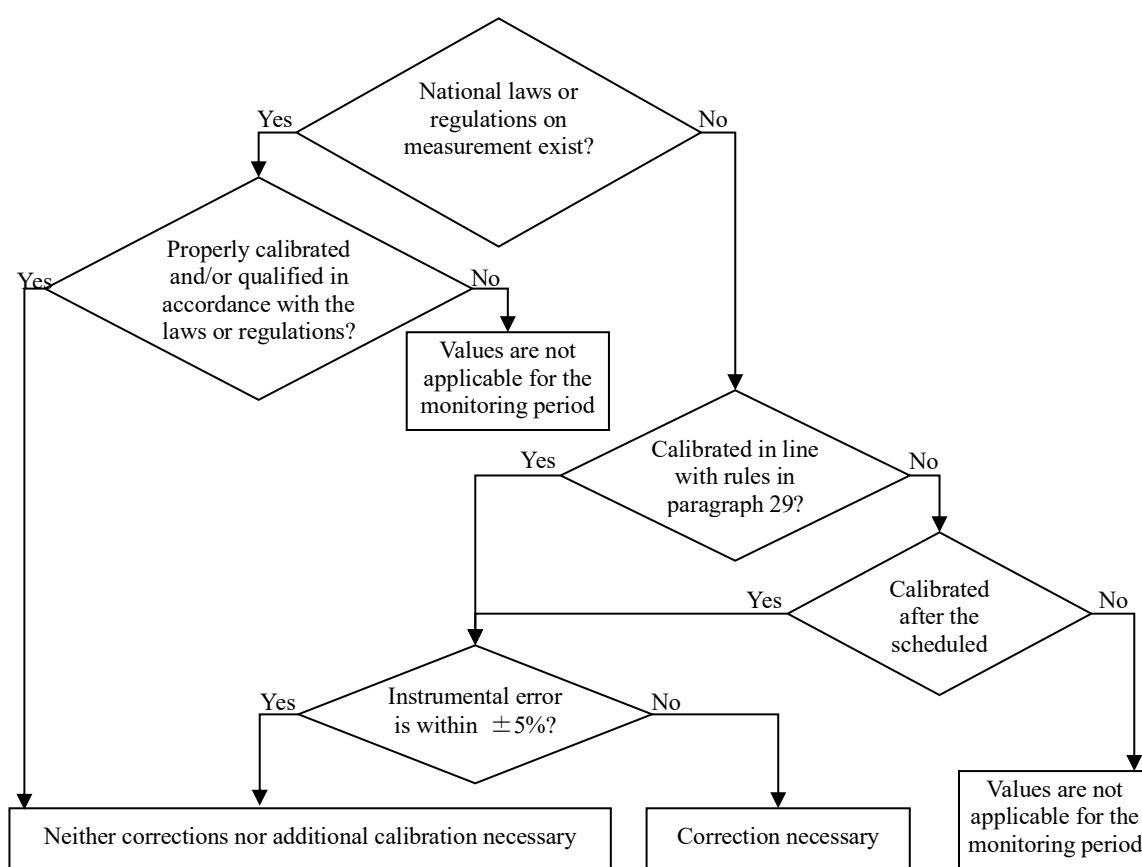 National laws or
regulations on
measurement exist?
Yes
No
Properly calibrated
and/or qualified in
accordance with the
laws or regulations?
Yes
No
Values are not
applicable for the
monitoring period
Calibrated in line
with rules in
paragraph 29?
Yes
No
Calibrated
after the
scheduled
Yes
No
Instrumental error
is within ±5%?
Yes
No
Neither corrections nor additional calibration necessary
Correction necessary
Values are not
applicable for the
monitoring period